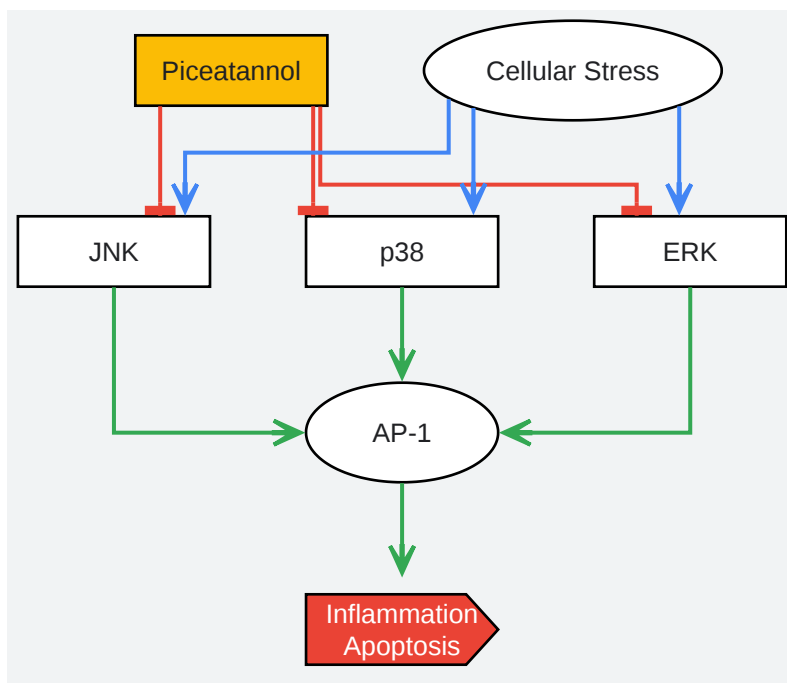 Piceatannol
Cellular Stress
JNK
p38
ERK
AP-1
Inflammation
Apoptosis